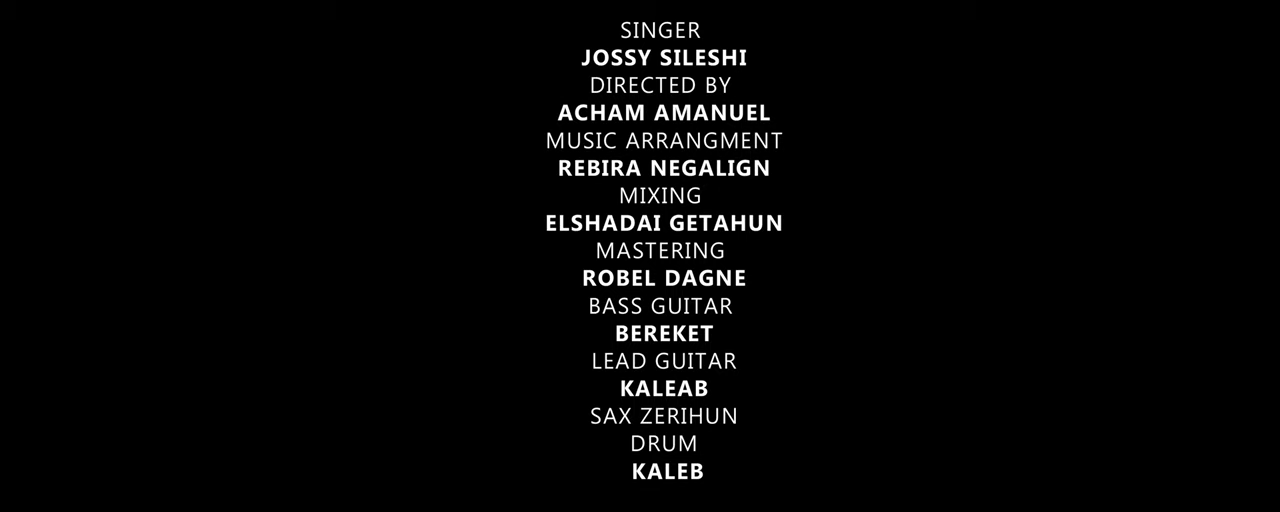 SINGER
JOSSY SILESHI
DIRECTED BY
ACHAM AMANUEL
MUSIC ARRANGMENT
REBIRA NEGALIGN
MIXING
ELSHADAI GETAHUN
MASTERING
ROBEL DAGNE
BASS GUITAR
BEREKET
LEAD GUITAR
KALEAB
SAX ZERIHUN
DRUM
KALEB